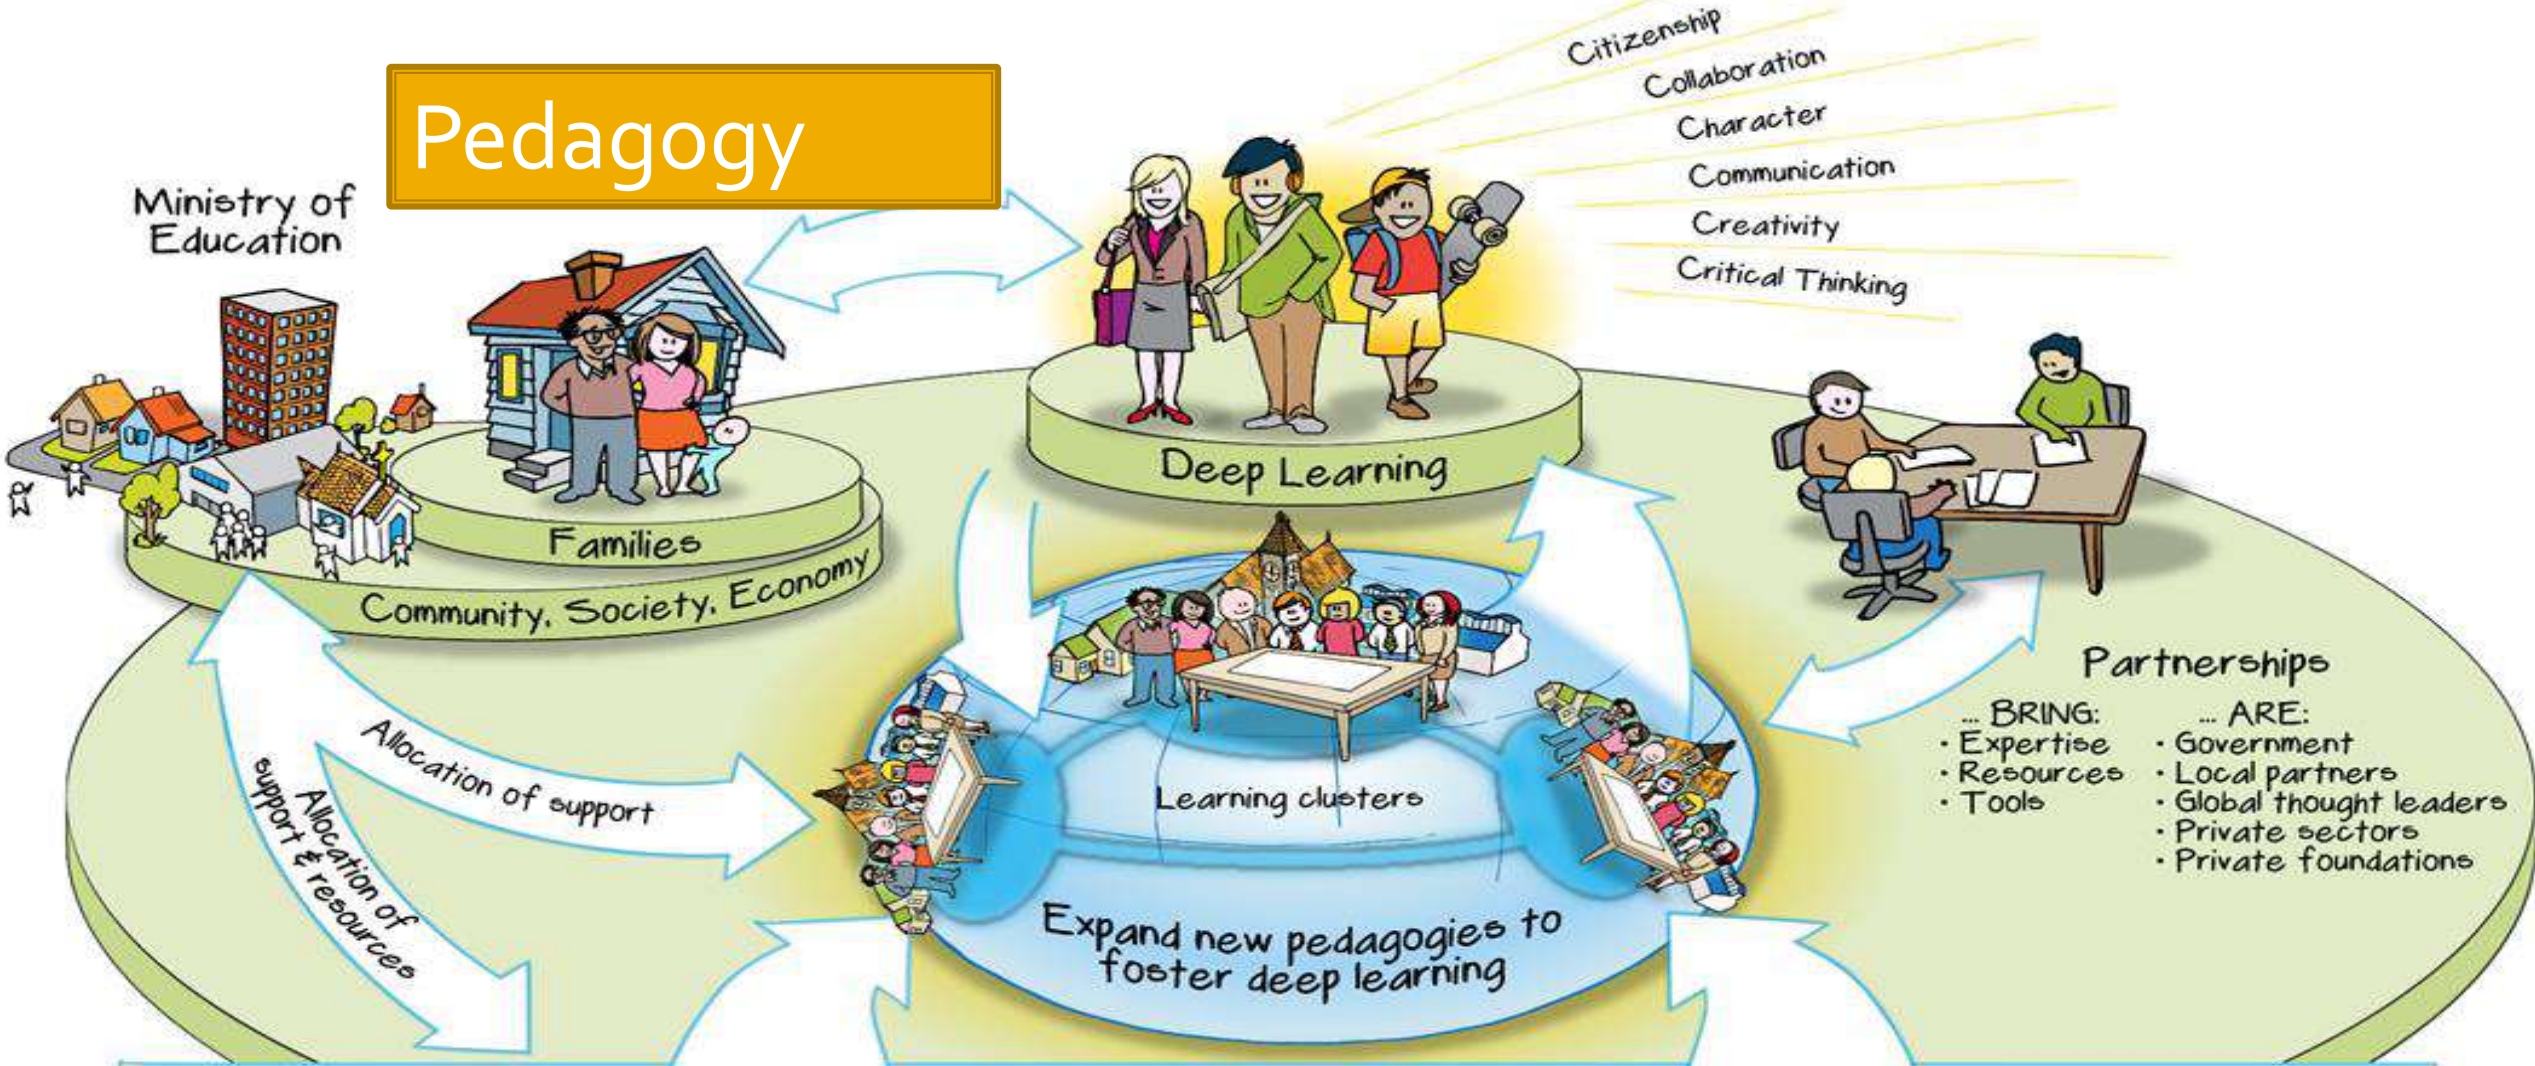 Pedagogy
Ministry of
Education
Citizenship
Collaboration
Character
Communication
Creativity
Critical Thinking
Deep Learning
Families
Community, Society, Economy
Allocation of support
Allocation of
support & resources
Learning clusters
Expand new pedagogies to
foster deep learning
Partnerships
... BRING:
· Expertise
· Resources
· Tools
... ARE:
· Government
· Local partners
· Global thought leaders
· Private sectors
· Private foundations